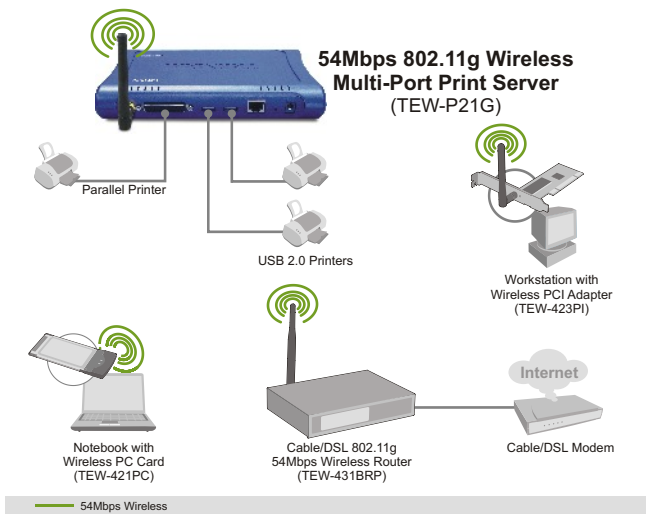 54Mbps 802.11g Wireless
Multi-Port Print Server
(TEW-P21G)
Parallel Printer
USB 2.0 Printers
Workstation with
Wireless PCI Adapter
(TEW-423PI)
Internet
Notebook with
Wireless PC Card
(TEW-421PC)
Cable/DSL 802.11g
54Mbps Wireless Router
(TEW-431BRP)
Cable/DSL Modem
54Mbps Wireless